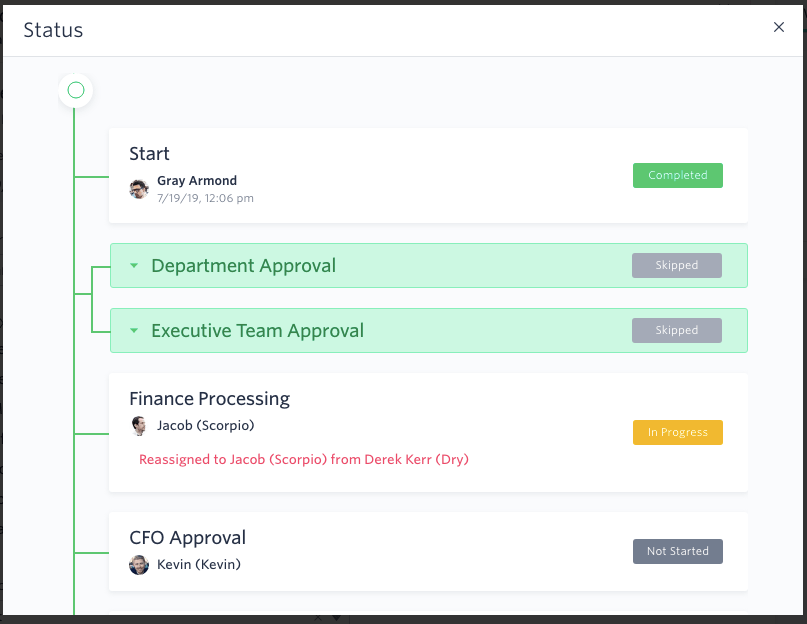 Status
Start
Gray Armond
7/19/19, 12:06 pm
Completed
Department Approval
Skipped
Executive Team Approval
Skipped
Finance Processing
Jacob (Scorpio)
In Progress
Reassigned to Jacob (Scorpio) from Derek Kerr (Dry)
CFO Approval
Kevin (Kevin)
Not Started